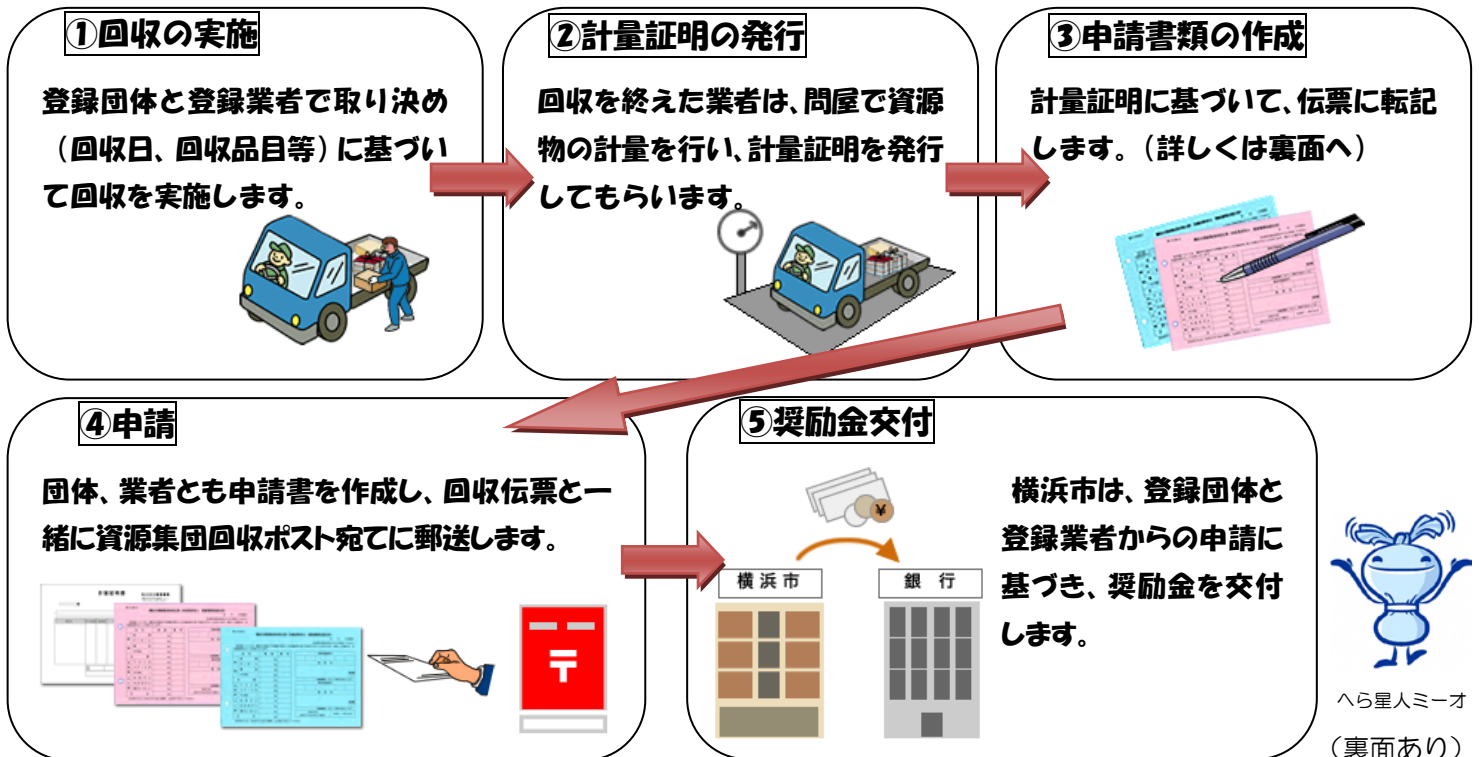 ①回収の実施
登録団体と登録業者で取り決め
（回収日、回収品目等）に基づい
て回収を実施します。
②計量証明の発行
回収を終えた業者は、問屋で資源
物の計量を行い、計量証明を発行
してもらいます。
③申請書類の作成
計量証明に基づいて、伝票に転記
します。（詳しくは裏面へ）
④申請
団体、業者とも申請書を作成し、回収伝票と一
緒に資源集団回収ポスト宛てに郵送します。
計量証明書
〒
⑤奨励金交付
¥
横浜市
銀行
横浜市は、登録団体と
登録業者からの申請に
基づき、奨励金を交付
します。
へら星人ミーオ
（裏面あり）